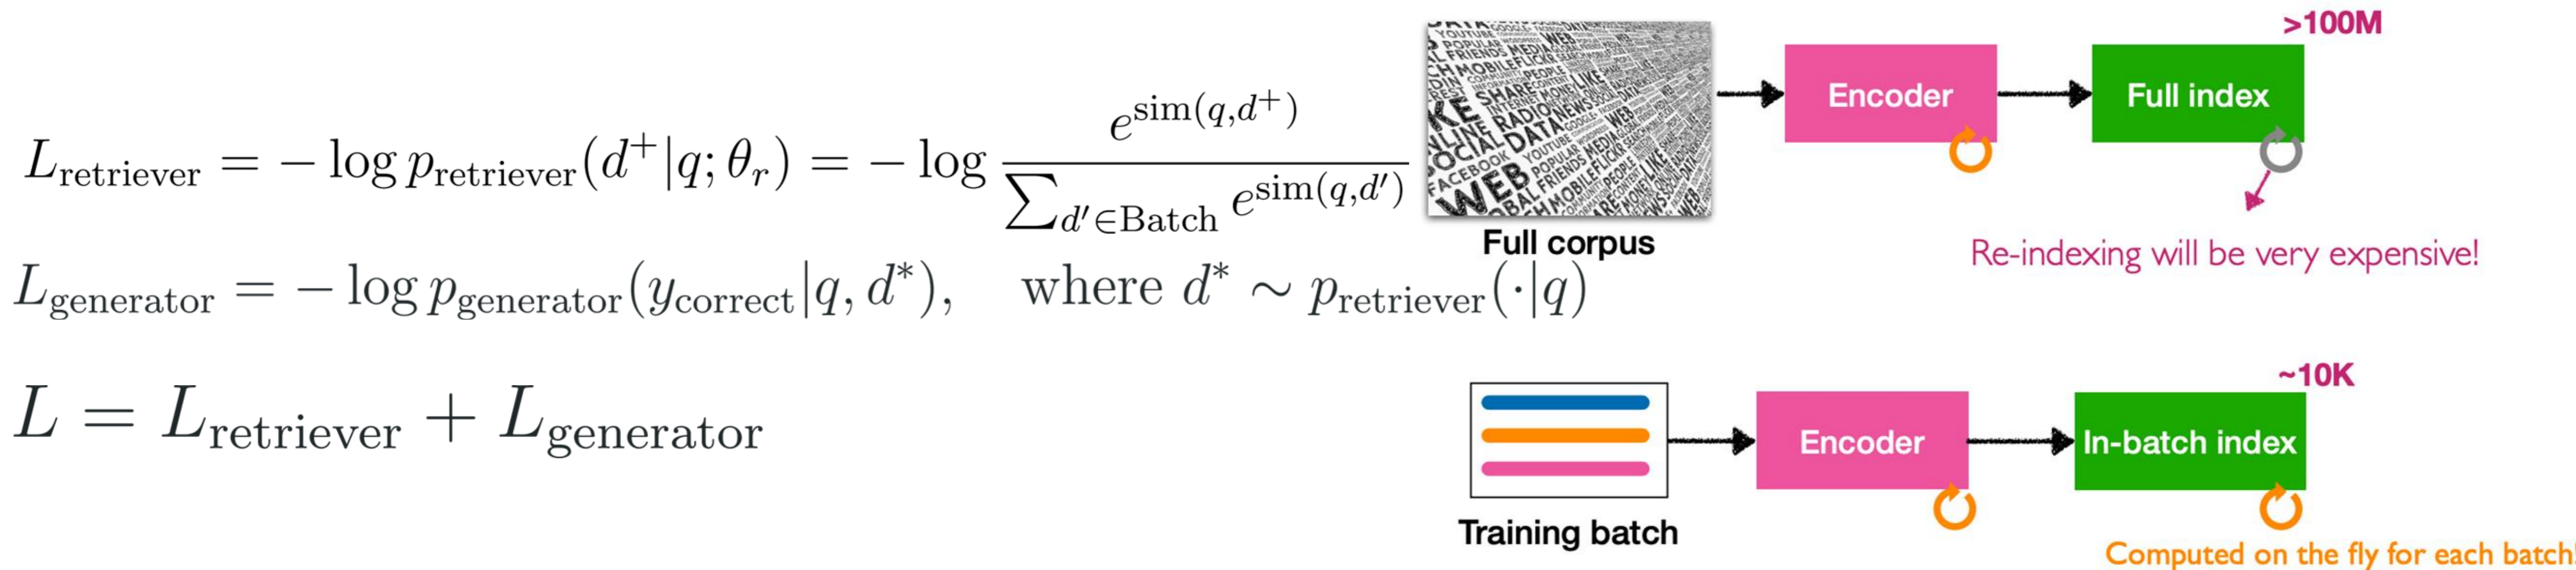 L_retriever = − log p_retriever(d⁺|q; θ_r) = − log e^sim(q,d⁺) / ∑_d′∈Batch e^sim(q,d′)
L_generator = − log p_generator(y_correct|q, d*), where d* ∼ p_retriever(·|q)
L = L_retriever + L_generator
Full corpus
Encoder
Full index
>100M
Re-indexing will be very expensive!
Training batch
Encoder
In-batch index
~10K
Computed on the fly for each batch!